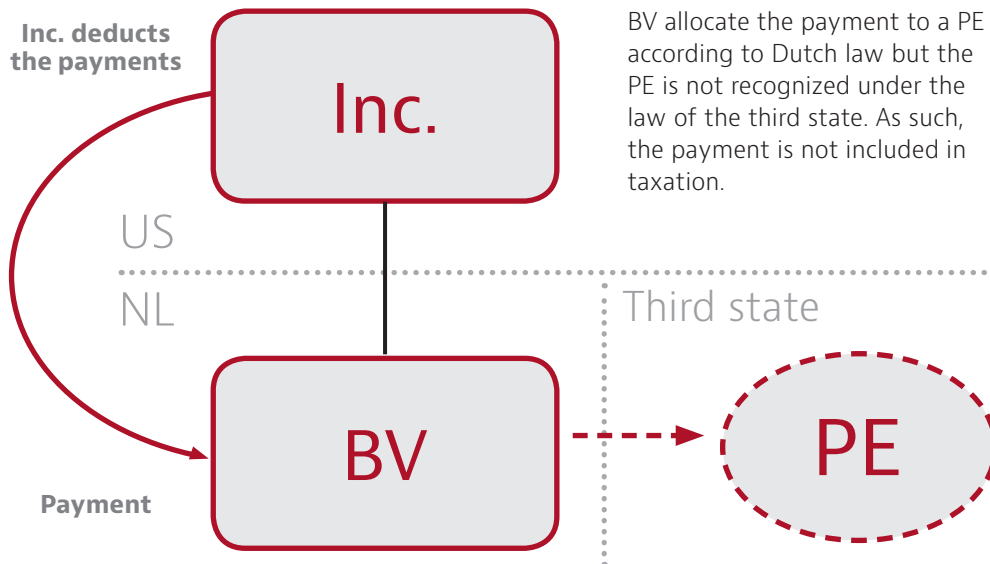 Inc. deducts
the payments
Inc.
BV allocate the payment to a PE
according to Dutch law but the
PE is not recognized under the
law of the third state. As such,
the payment is not included in
taxation.
US
NL
Third state
BV
PE
Payment